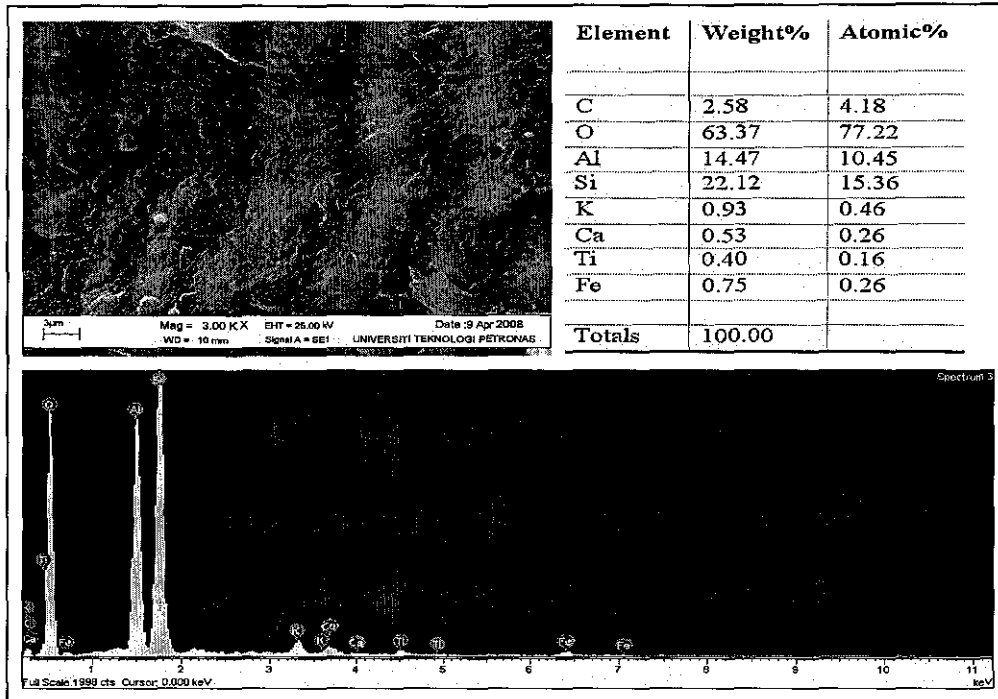 Element Weight% Atomic%
C 2.58 4.18
O 63.37 77.22
Al 14.47 10.45
Si 22.12 15.36
K 0.93 0.46
Ca 0.53 0.26
Ti 0.40 0.16
Fe 0.75 0.26
Totals 100.00
3µm Mag = 3.00 K X EHT = 25.00 kV Date :9 Apr 2008
WD = 10 mm Signal A = SE1 UNIVERSITI TEKNOLOGI PETRONAS
Spectrum 3
O Al
Ti
Fe K K Ca Ca Ti Ti Fe Fe
1 2 3 4 5 6 7 8 9 10 11
Full Scale 1998 cts Cursor: 0.000 keV keV